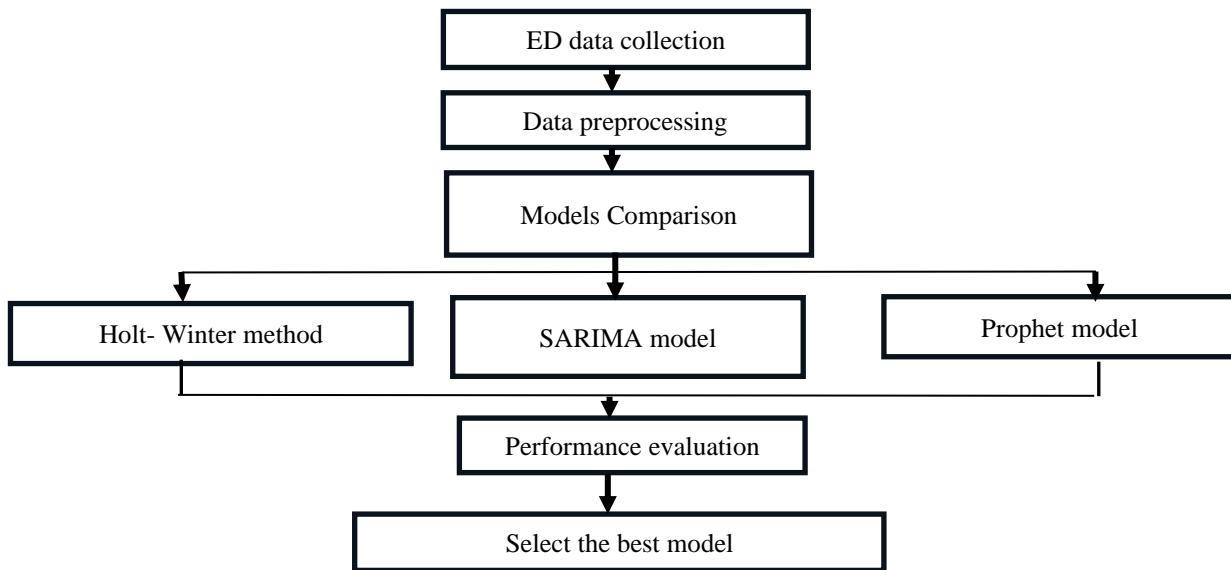 ED data collection
Data preprocessing
Models Comparison
Holt- Winter method
SARIMA model
Prophet model
Performance evaluation
Select the best model